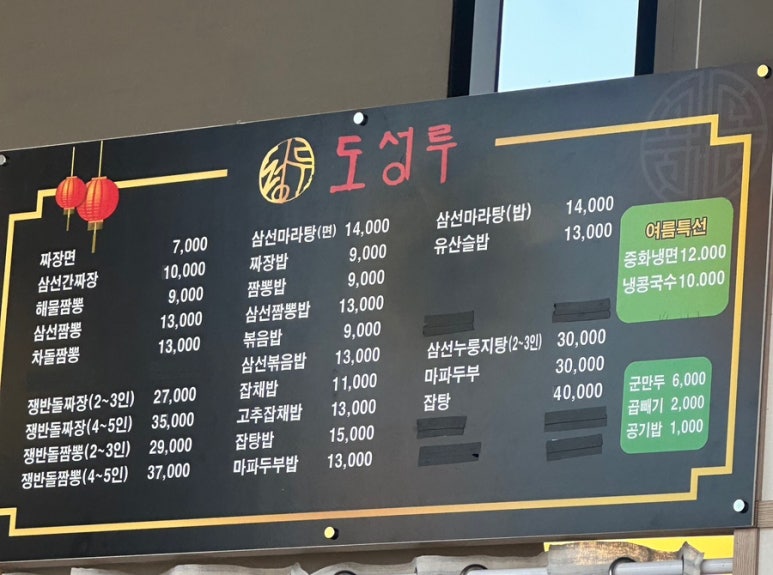 도성루
짜장면 7,000
삼선간짜장 10,000
해물짬뽕 9,000
삼선짬뽕 13,000
차돌짬뽕 13,000
쟁반돌짜장(2~3인) 27,000
쟁반돌짜장(4~5인) 35,000
쟁반돌짬뽕(2~3인) 29,000
쟁반돌짬뽕(4~5인) 37,000
삼선마라탕(면) 14,000
짜장밥 9,000
짬뽕밥 9,000
삼선짬뽕밥 13,000
볶음밥 9,000
삼선볶음밥 13,000
잡채밥 11,000
고추잡채밥 13,000
잡탕밥 15,000
마파두부밥 13,000
삼선마라탕(밥) 14,000
유산슬밥 13,000
삼선누룽지탕(2~3인) 30,000
마파두부 30,000
잡탕 40,000
여름특선
중화냉면 12.000
냉콩국수 10.000
군만두 6,000
곱빼기 2,000
공기밥 1,000